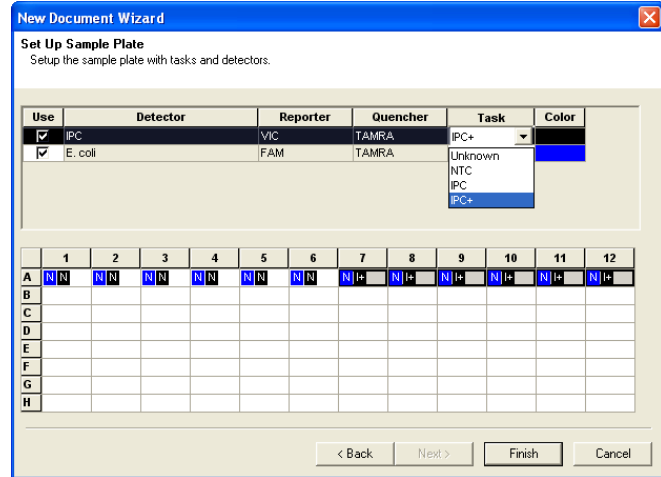 New Document Wizard
Set Up Sample Plate
Setup the sample plate with tasks and detectors.
Use Detector Reporter Quencher Task Color
IPC VIC TAMRA IPC+
E. coli FAM TAMRA
Unknown
NTC
IPC
IPC+
1 2 3 4 5 6 7 8 9 10 11 12
A N N N N N N N N N N N N N I+ N I+ N I+ N I+ N I+ N I+
B
C
D
E
F
G
H
< Back Next > Finish Cancel